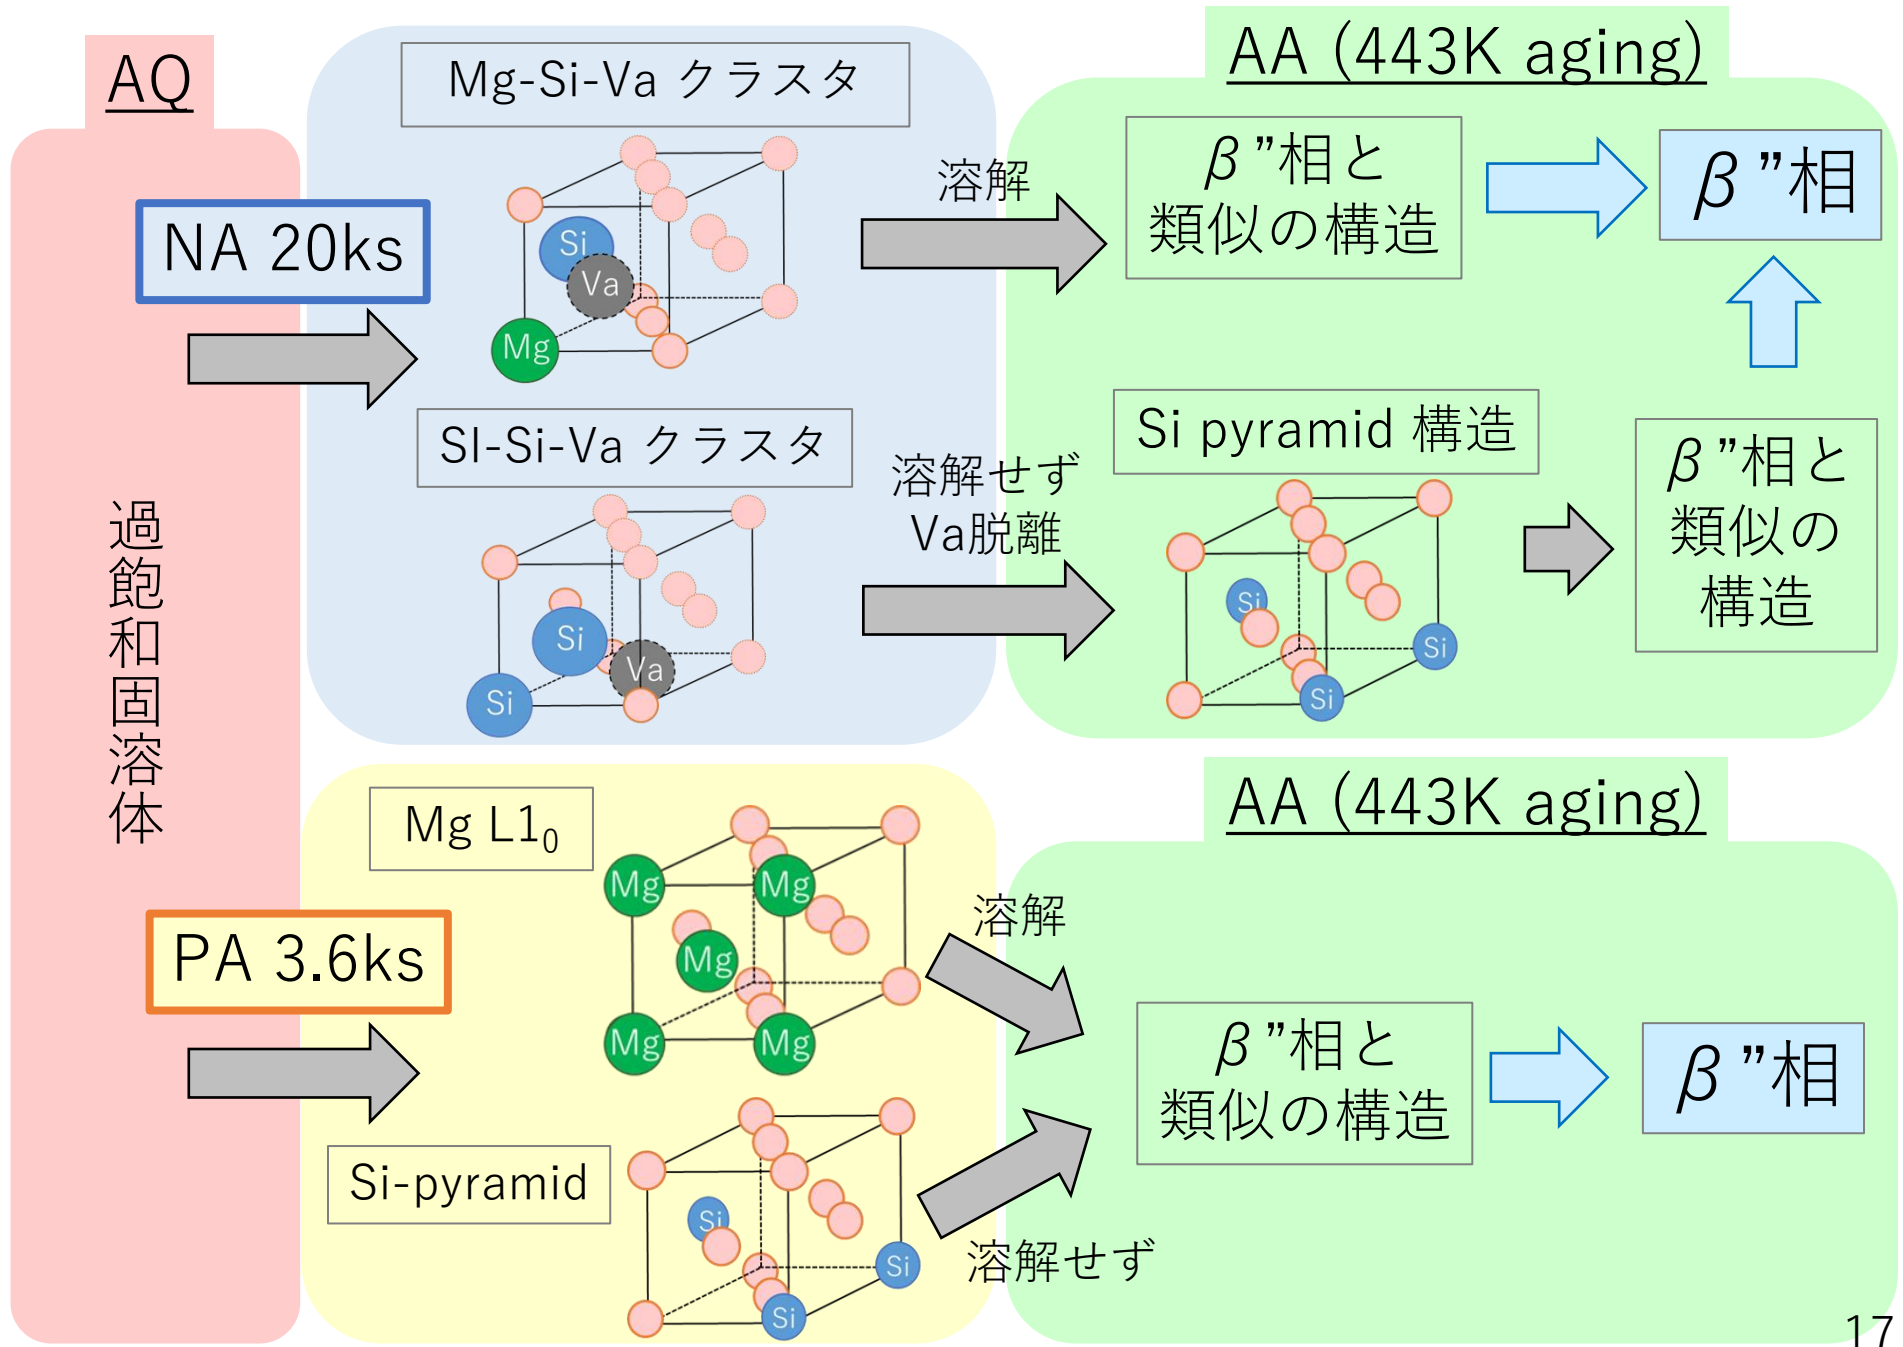 AQ
過飽和固溶体
NA 20ks
Mg-Si-Va クラスタ
Si
Va
Mg
溶解
AA (443K aging)
β”相と
類似の構造
β”相
SI-Si-Va クラスタ
Si
Va
Si
溶解せず
Va脱離
Si pyramid 構造
Si
Si
Si
β”相と
類似の
構造
PA 3.6ks
Mg L1₀
Mg
Mg
Mg
Mg
Mg
Si-pyramid
Si
Si
Si
溶解
溶解せず
AA (443K aging)
β”相と
類似の構造
β”相
17